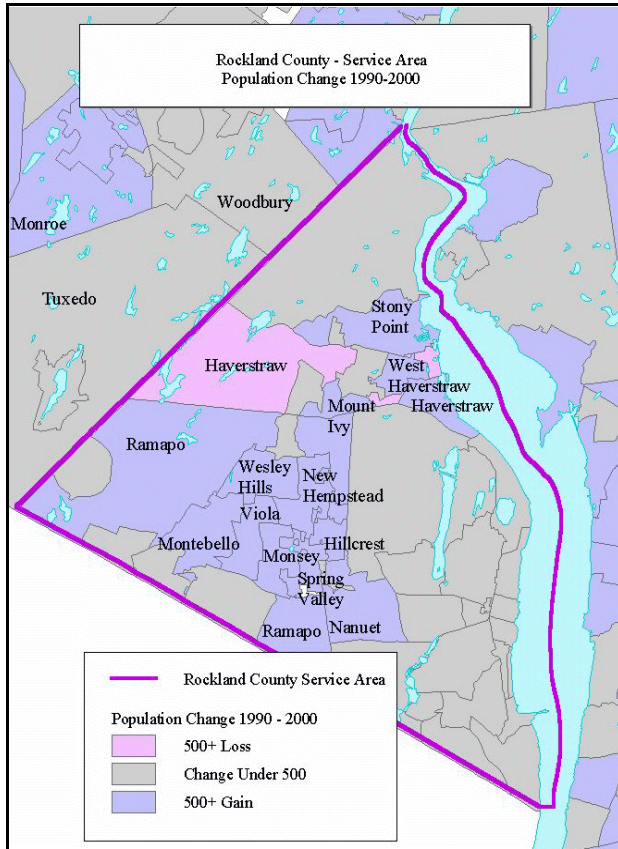 Rockland County - Service Area
Population Change 1990-2000
Woodbury
Monroe
Tuxedo
Stony
Point
Haverstraw
West
Haverstraw
Haverstraw
Mount
Ivy
Ramapo
Wesley
Hills
New
Hempstead
Viola
Montebello
Monsey
Hillcrest
Spring
Valley
Ramapo
Nanuet
Rockland County Service Area
Population Change 1990 - 2000
500+ Loss
Change Under 500
500+ Gain